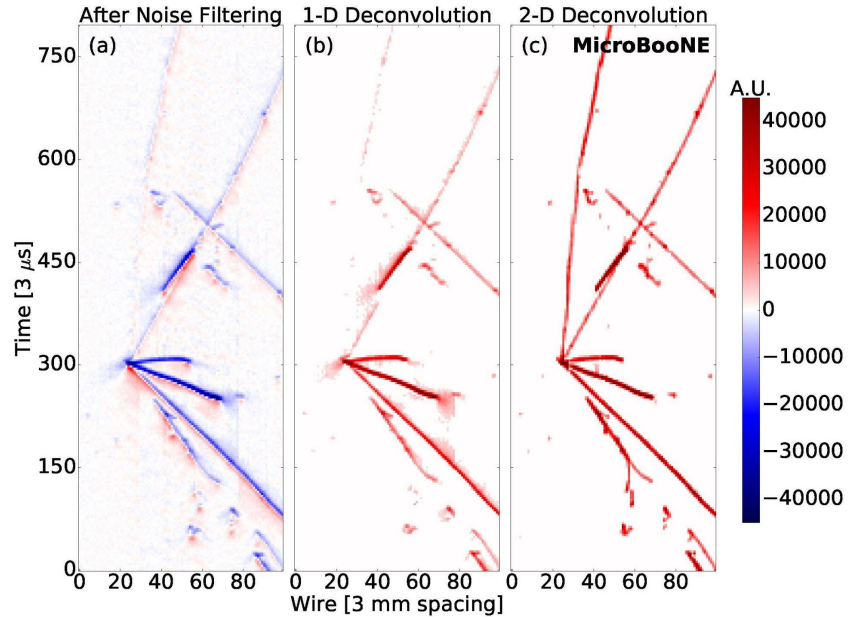 After Noise Filtering
1-D Deconvolution
2-D Deconvolution
(a)
(b)
(c)
MicroBooNE
A.U.
750
600
450
300
150
0
Time [3 μs]
0 20 40 60 80
0 20 40 60 80
0 20 40 60 80
Wire [3 mm spacing]
40000
30000
20000
10000
0
−10000
−20000
−30000
−40000